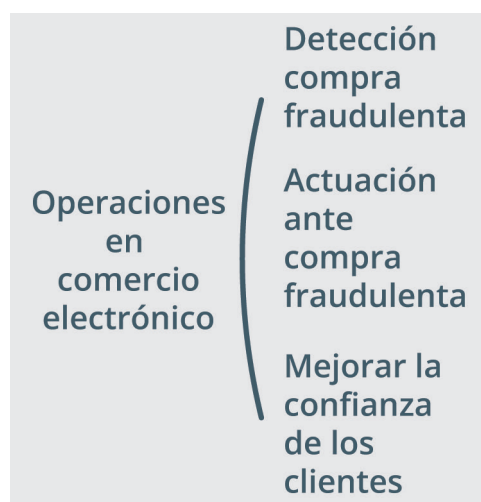 Operaciones
en
comercio
electrónico
Detección
compra
fraudulenta
Actuación
ante
compra
fraudulenta
Mejorar la
confianza
de los
clientes